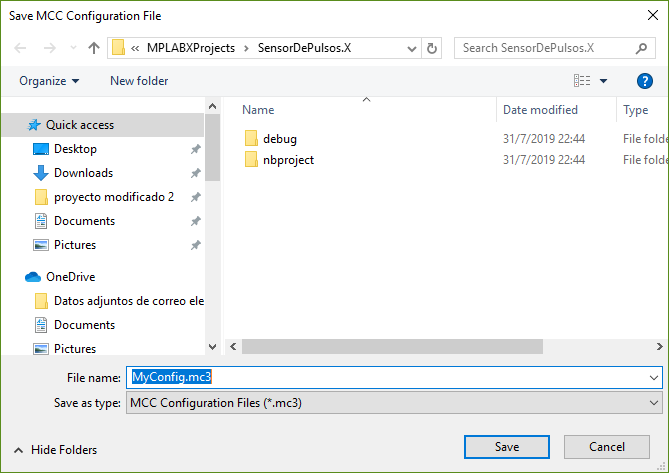 Save MCC Configuration File
« MPLABXProjects > SensorDePulsos.X
Search SensorDePulsos.X
Organize
New folder
Name
Date modified
Type
Quick access
Desktop
Downloads
proyecto modificado 2
Documents
Pictures
OneDrive
Datos adjuntos de correo ele
Documents
Pictures
debug
31/7/2019 22:44
File folde
nbproject
31/7/2019 22:44
File folde
File name:
MyConfig.mc3
Save as type:
MCC Configuration Files (*.mc3)
Hide Folders
Save
Cancel